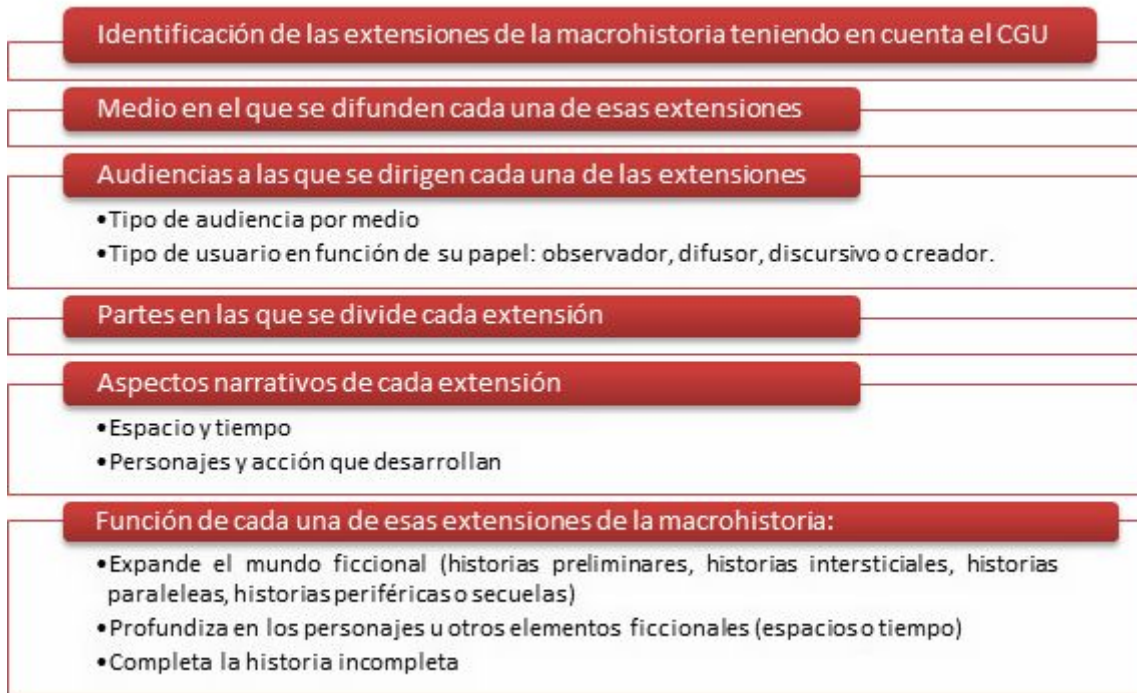 Identificación de las extensiones de la macrohistoria teniendo en cuenta el CGU
Medio en el que se difunden cada una de esas extensiones
Audiencias a las que se dirigen cada una de las extensiones
•Tipo de audiencia por medio
•Tipo de usuario en función de su papel: observador, difusor, discursivo o creador.
Partes en las que se divide cada extensión
Aspectos narrativos de cada extensión
•Espacio y tiempo
•Personajes y acción que desarrollan
Función de cada una de esas extensiones de la macrohistoria:
•Expande el mundo ficcional (historias preliminares, historias intersticiales, historias
paraleleas, historias periféricas o secuelas)
•Profundiza en los personajes u otros elementos ficcionales (espacios o tiempo)
•Completa la historia incompleta